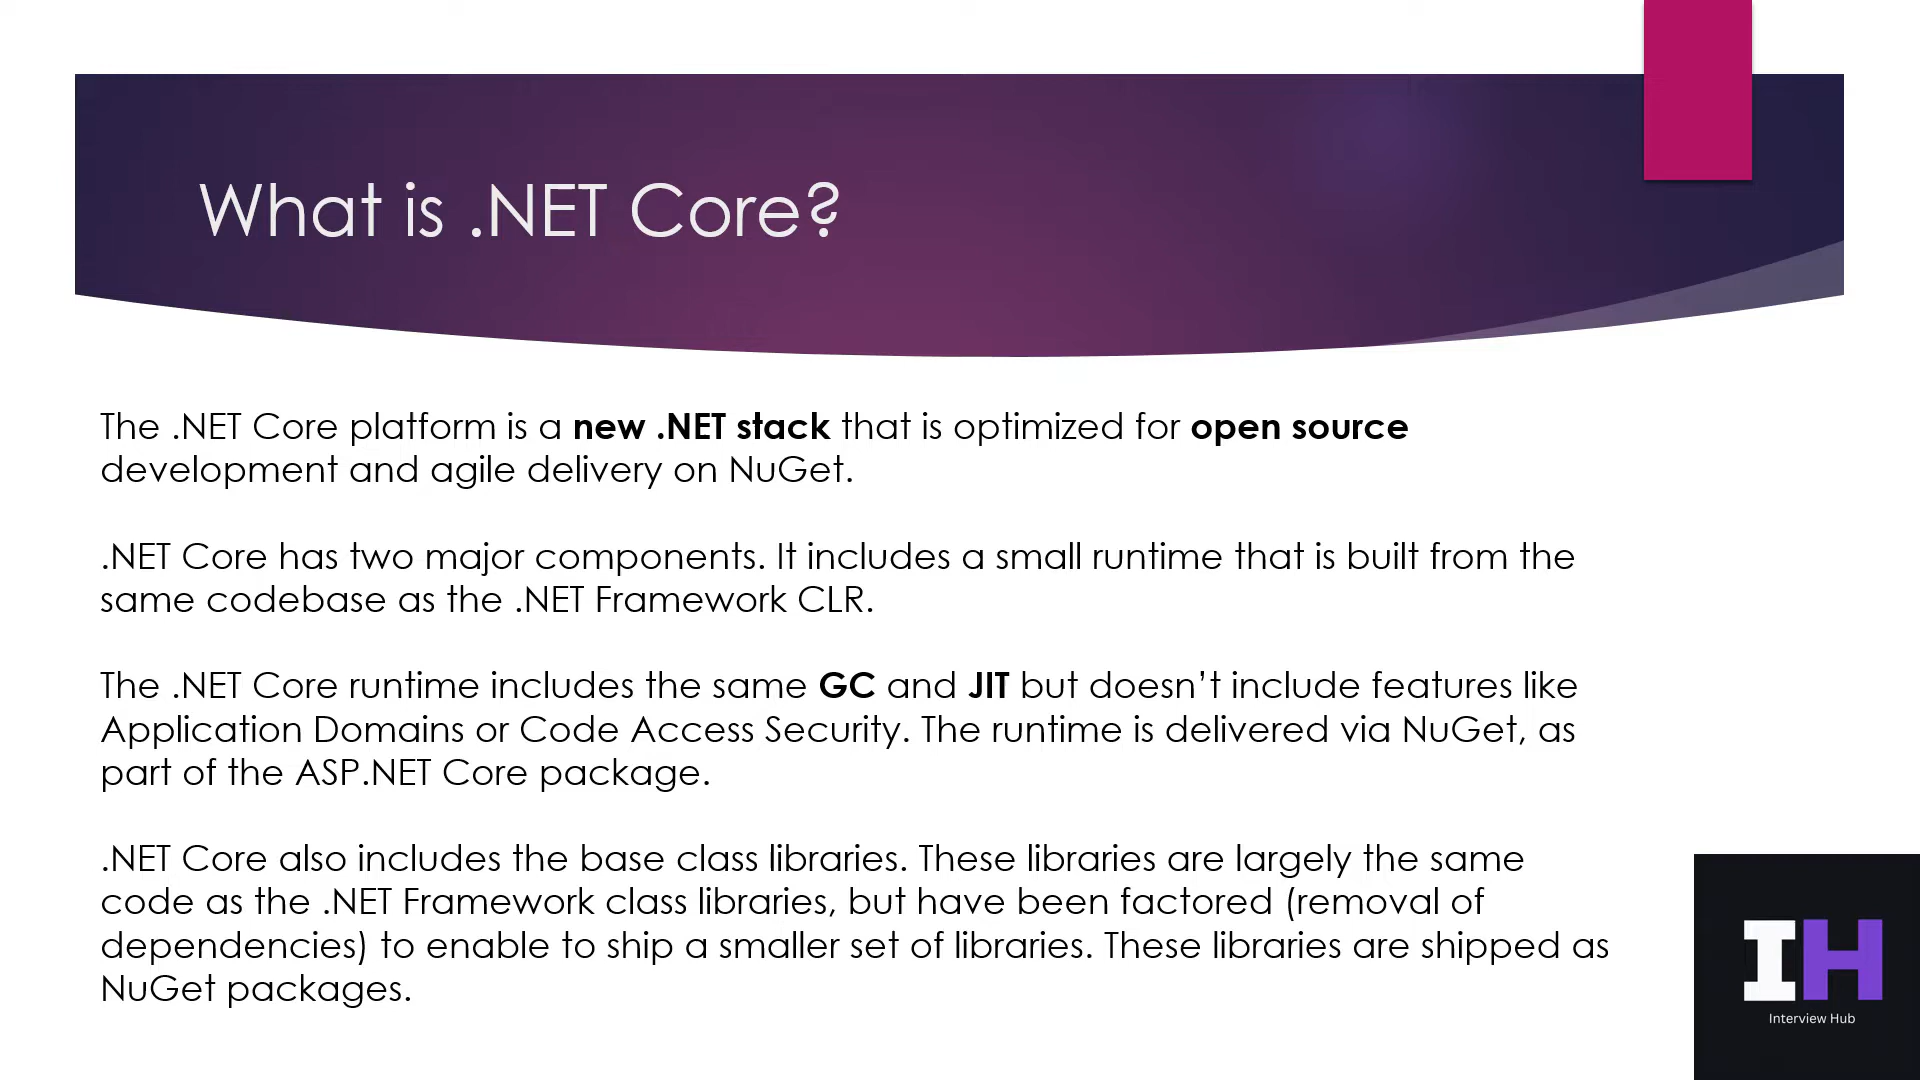 What is .NET Core?
The .NET Core platform is a new .NET stack that is optimized for open source
development and agile delivery on NuGet.
.NET Core has two major components. It includes a small runtime that is built from the
same codebase as the .NET Framework CLR.
The .NET Core runtime includes the same GC and JIT but doesn’t include features like
Application Domains or Code Access Security. The runtime is delivered via NuGet, as
part of the ASP.NET Core package.
.NET Core also includes the base class libraries. These libraries are largely the same
code as the .NET Framework class libraries, but have been factored (removal of
dependencies) to enable to ship a smaller set of libraries. These libraries are shipped as
NuGet packages.
IH
Interview Hub